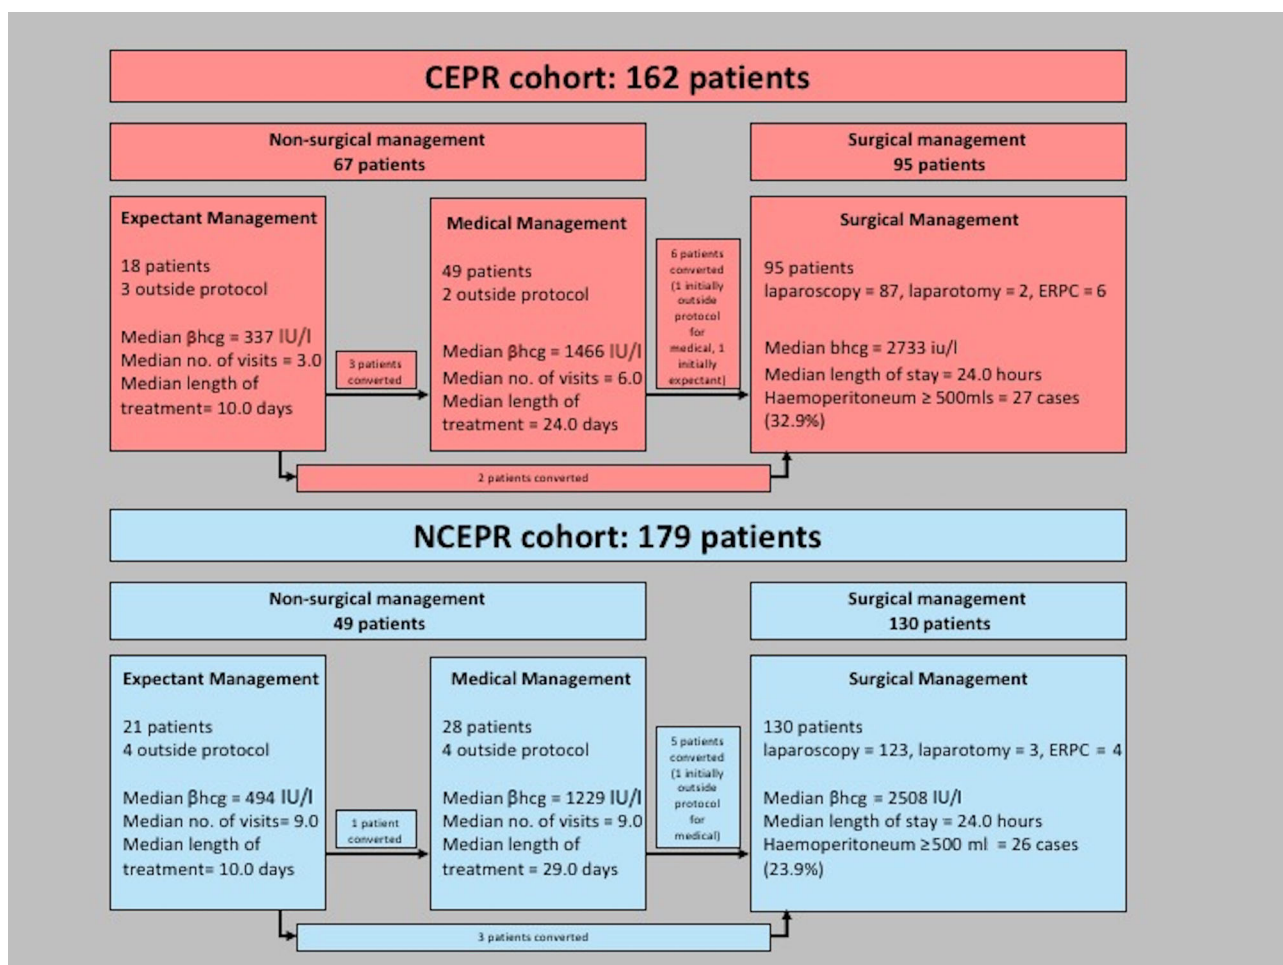 CEPR cohort: 162 patients
Non-surgical management
67 patients
Surgical management
95 patients
Expectant Management
18 patients
3 outside protocol
Median βhcg = 337 IU/l
Median no. of visits = 3.0
Median length of
treatment= 10.0 days
3 patients
converted
Medical Management
49 patients
2 outside protocol
Median βhcg = 1466 IU/l
Median no. of visits = 6.0
Median length of
treatment = 24.0 days
6 patients
converted
(1 initially
outside
protocol
for
medical, 1
initially
expectant)
Surgical Management
95 patients
laparoscopy = 87, laparotomy = 2, ERPC = 6
Median bhcg = 2733 iu/l
Median length of stay = 24.0 hours
Haemoperitoneum ≥ 500mls = 27 cases
(32.9%)
2 patients converted
NCEPR cohort: 179 patients
Non-surgical management
49 patients
Surgical management
130 patients
Expectant Management
21 patients
4 outside protocol
Median βhcg = 494 IU/l
Median no. of visits= 9.0
Median length of
treatment= 10.0 days
1 patient
converted
Medical Management
28 patients
4 outside protocol
Median βhcg = 1229 IU/l
Median no. of visits= 9.0
Median length of
treatment = 29.0 days
5 patients
converted
(1 initially
outside
protocol
for
medical)
Surgical Management
130 patients
laparoscopy = 123, laparotomy = 3, ERPC = 4
Median βhcg = 2508 IU/l
Median length of stay = 24.0 hours
Haemoperitoneum ≥500 ml = 26 cases
(23.9%)
3 patients converted